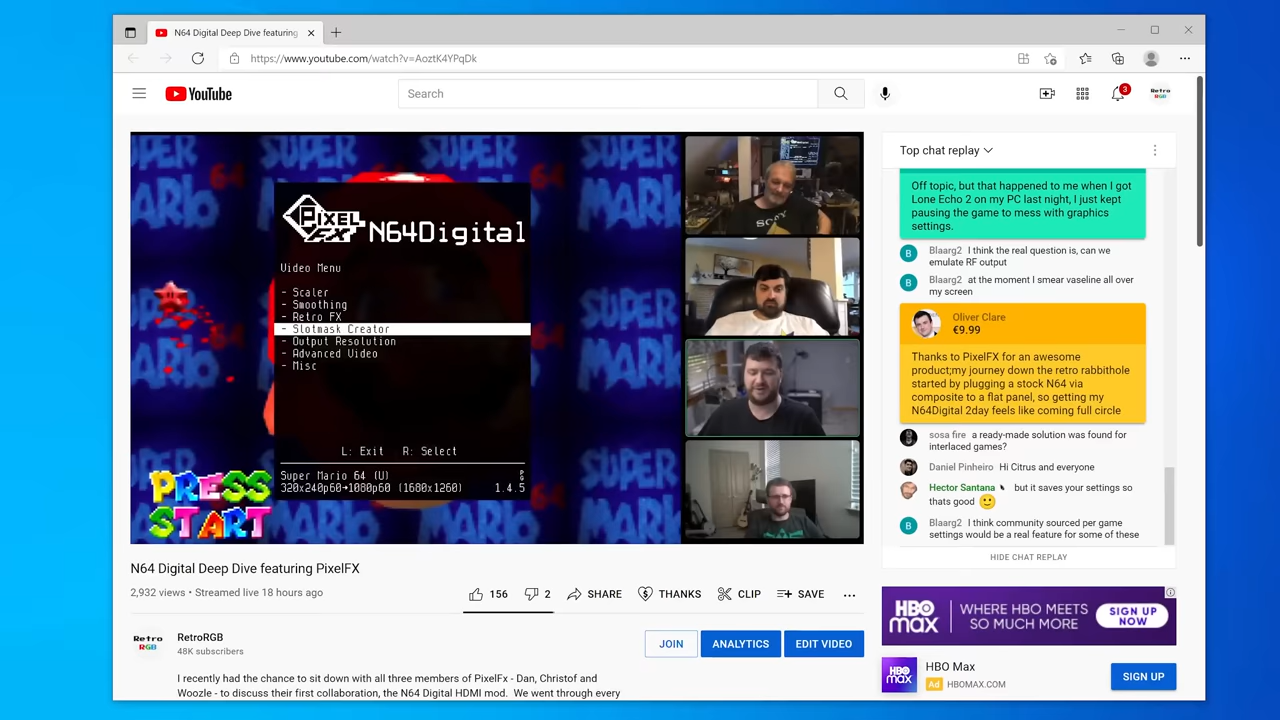 N64 Digital Deep Dive featuring
https://www.youtube.com/watch?v=AoztK4YPqDk
YouTube
Search
3
Retro
RGB
SUPER
MARIO
64
PIXEL
FX
N64Digital
Video Menu
- Scaler
- Smoothing
- Retro FX
- Slotmask Creator
- Output Resolution
- Advanced Video
- Misc
L: Exit R: Select
Super Mario 64 (U)
320x240p60→1080p60 (1680x1260) 1.4.5
PRESS
START
SONY
Top chat replay
Off topic, but that happened to me when I got
Lone Echo 2 on my PC last night, I just kept
pausing the game to mess with graphics
settings.
B Blaarg2 I think the real question is, can we
emulate RF output
B Blaarg2 at the moment I smear vaseline all over
my screen
Oliver Clare
€9.99
Thanks to PixelFX for an awesome
product;my journey down the retro rabbithole
started by plugging a stock N64 via
composite to a flat panel, so getting my
N64Digital 2day feels like coming full circle
sosa fire a ready-made solution was found for
interlaced games?
Daniel Pinheiro Hi Citrus and everyone
Hector Santana but it saves your settings so
thats good 🙂
B Blaarg2 I think community sourced per game
settings would be a real feature for some of these
HIDE CHAT REPLAY
N64 Digital Deep Dive featuring PixelFX
2,932 views • Streamed live 18 hours ago
156 2 SHARE THANKS CLIP SAVE
Retro
RGB
RetroRGB
48K subscribers
JOIN ANALYTICS EDIT VIDEO
I recently had the chance to sit down with all three members of PixelFx - Dan, Christof and
Woozle - to discuss their first collaboration, the N64 Digital HDMI mod. We went through every
HBO
max
WHERE HBO MEETS
SO MUCH MORE
SIGN UP
NOW
HBO
max
HBO Max
Ad HBOMAX.COM
SIGN UP